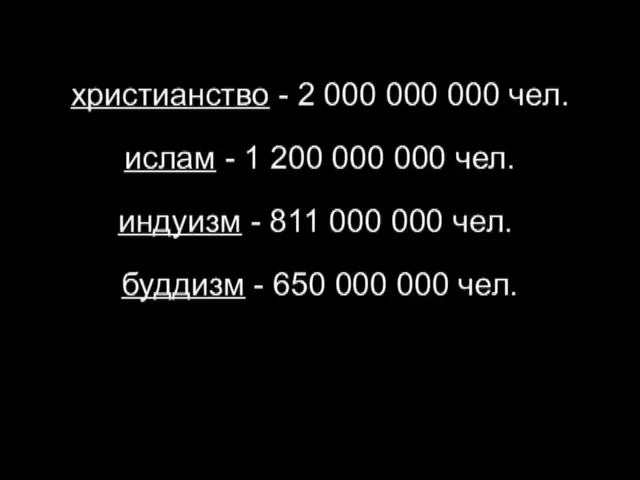 христианство - 2 000 000 000 чел.
ислам - 1 200 000 000 чел.
индуизм - 811 000 000 чел.
буддизм - 650 000 000 чел.